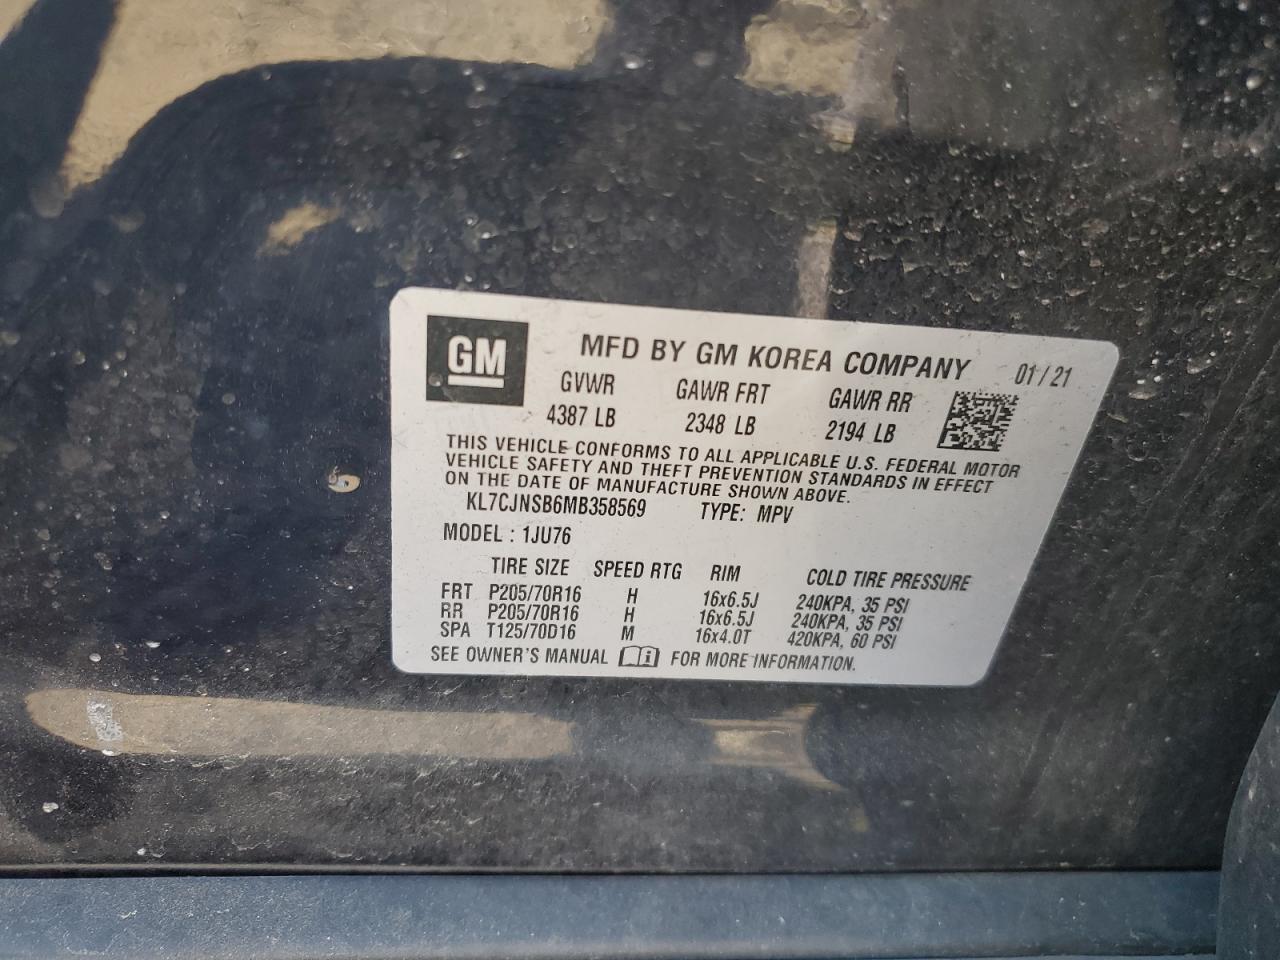 GM
MFD BY GM KOREA COMPANY 01/21
GVWR GAWR FRT GAWR RR
4387 LB 2348 LB 2194 LB
THIS VEHICLE CONFORMS TO ALL APPLICABLE U.S. FEDERAL MOTOR
VEHICLE SAFETY AND THEFT PREVENTION STANDARDS IN EFFECT
ON THE DATE OF MANUFACTURE SHOWN ABOVE.
KL7CJNSB6MB358569 TYPE: MPV
MODEL : 1JU76
TIRE SIZE SPEED RTG RIM COLD TIRE PRESSURE
FRT P205/70R16 H 16x6.5J 240KPA, 35 PSI
RR P205/70R16 H 16x6.5J 240KPA, 35 PSI
SPA T125/70D16 M 16x4.0T 420KPA, 60 PSI
SEE OWNER'S MANUAL FOR MORE INFORMATION.